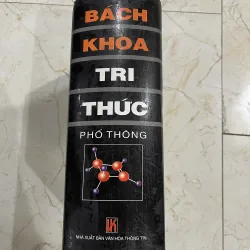 BÁCH
KHOA
TRI
THỨC
PHỔ THÔNG
NHÀ XUẤT BẢN VĂN HÓA THÔNG TIN